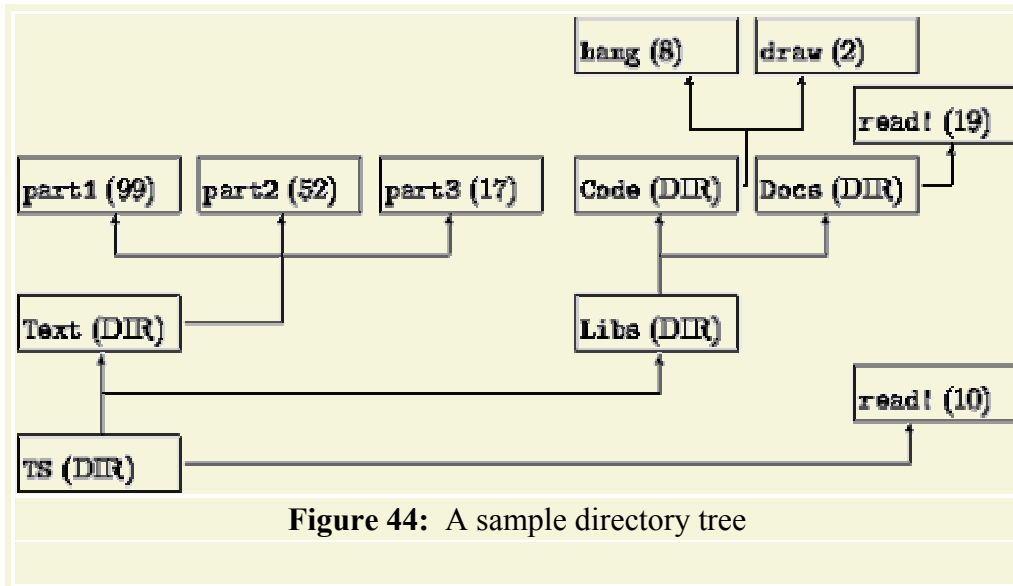 hang (8)
draw (2)
read! (19)
part1 (99)
part2 (52)
part3 (17)
Code (DIR)
Docs (DIR)
Text (DIR)
Libs (DIR)
read! (10)
TS (DIR)
Figure 44: A sample directory tree